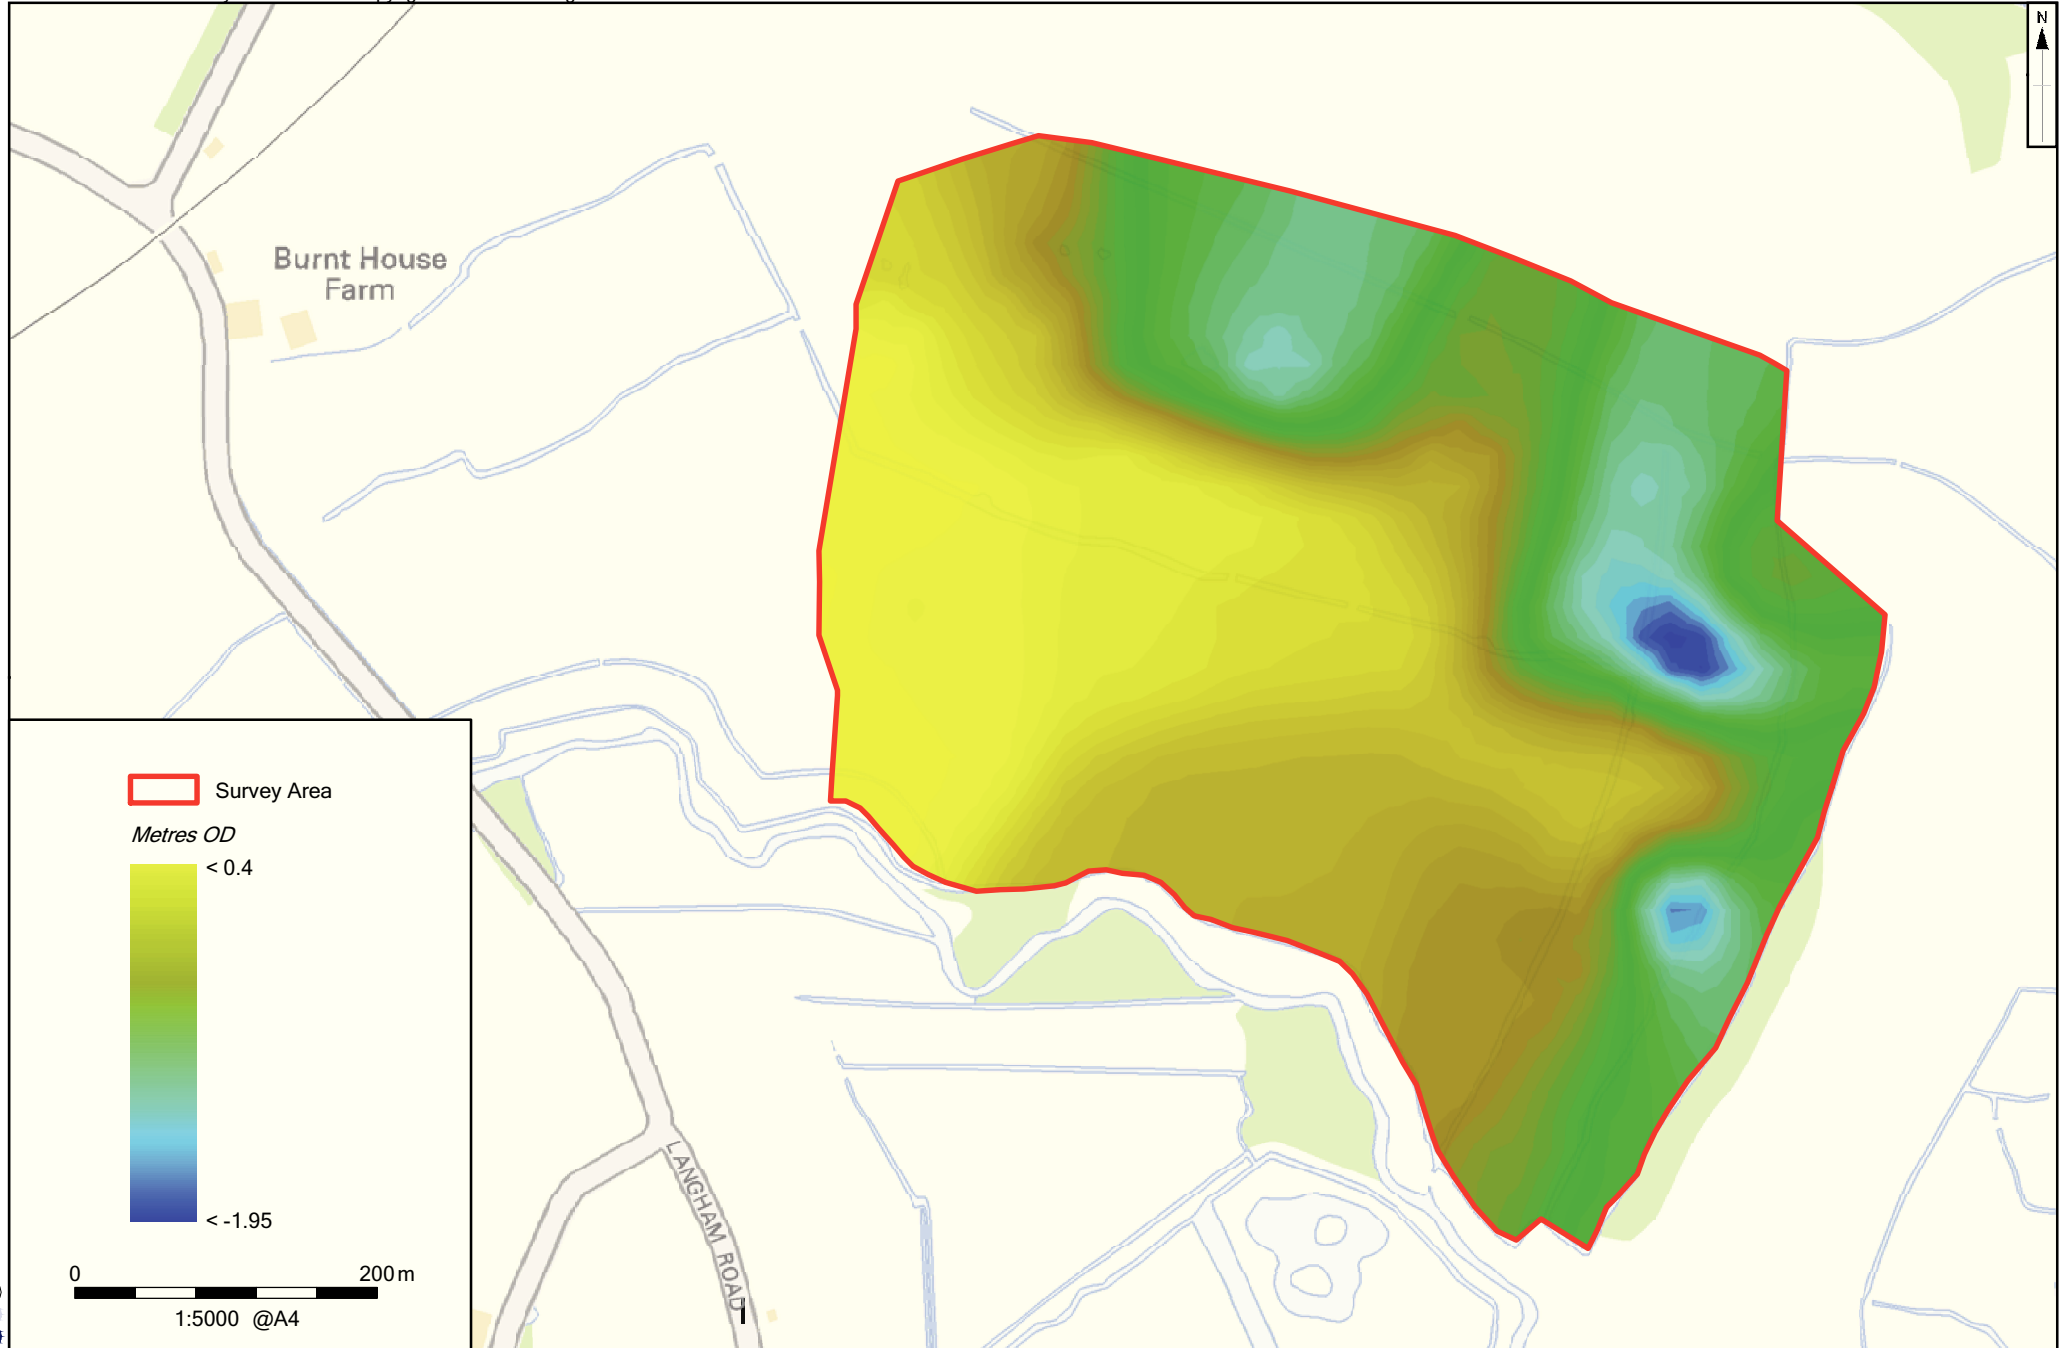 N
Burnt House
Farm
Survey Area
Metres OD
< 0.4
< -1.95
0 200m
1:5000 @A4
LANGHAM ROAD